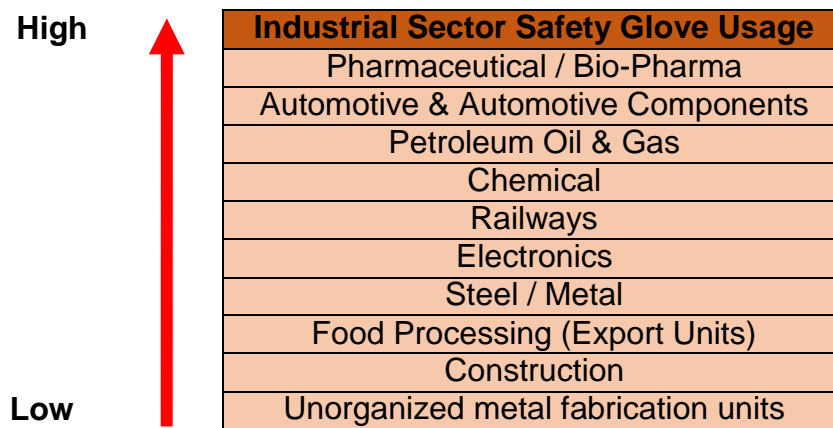 High
Industrial Sector Safety Glove Usage
Pharmaceutical / Bio-Pharma
Automotive & Automotive Components
Petroleum Oil & Gas
Chemical
Railways
Electronics
Steel / Metal
Food Processing (Export Units)
Construction
Low
Unorganized metal fabrication units